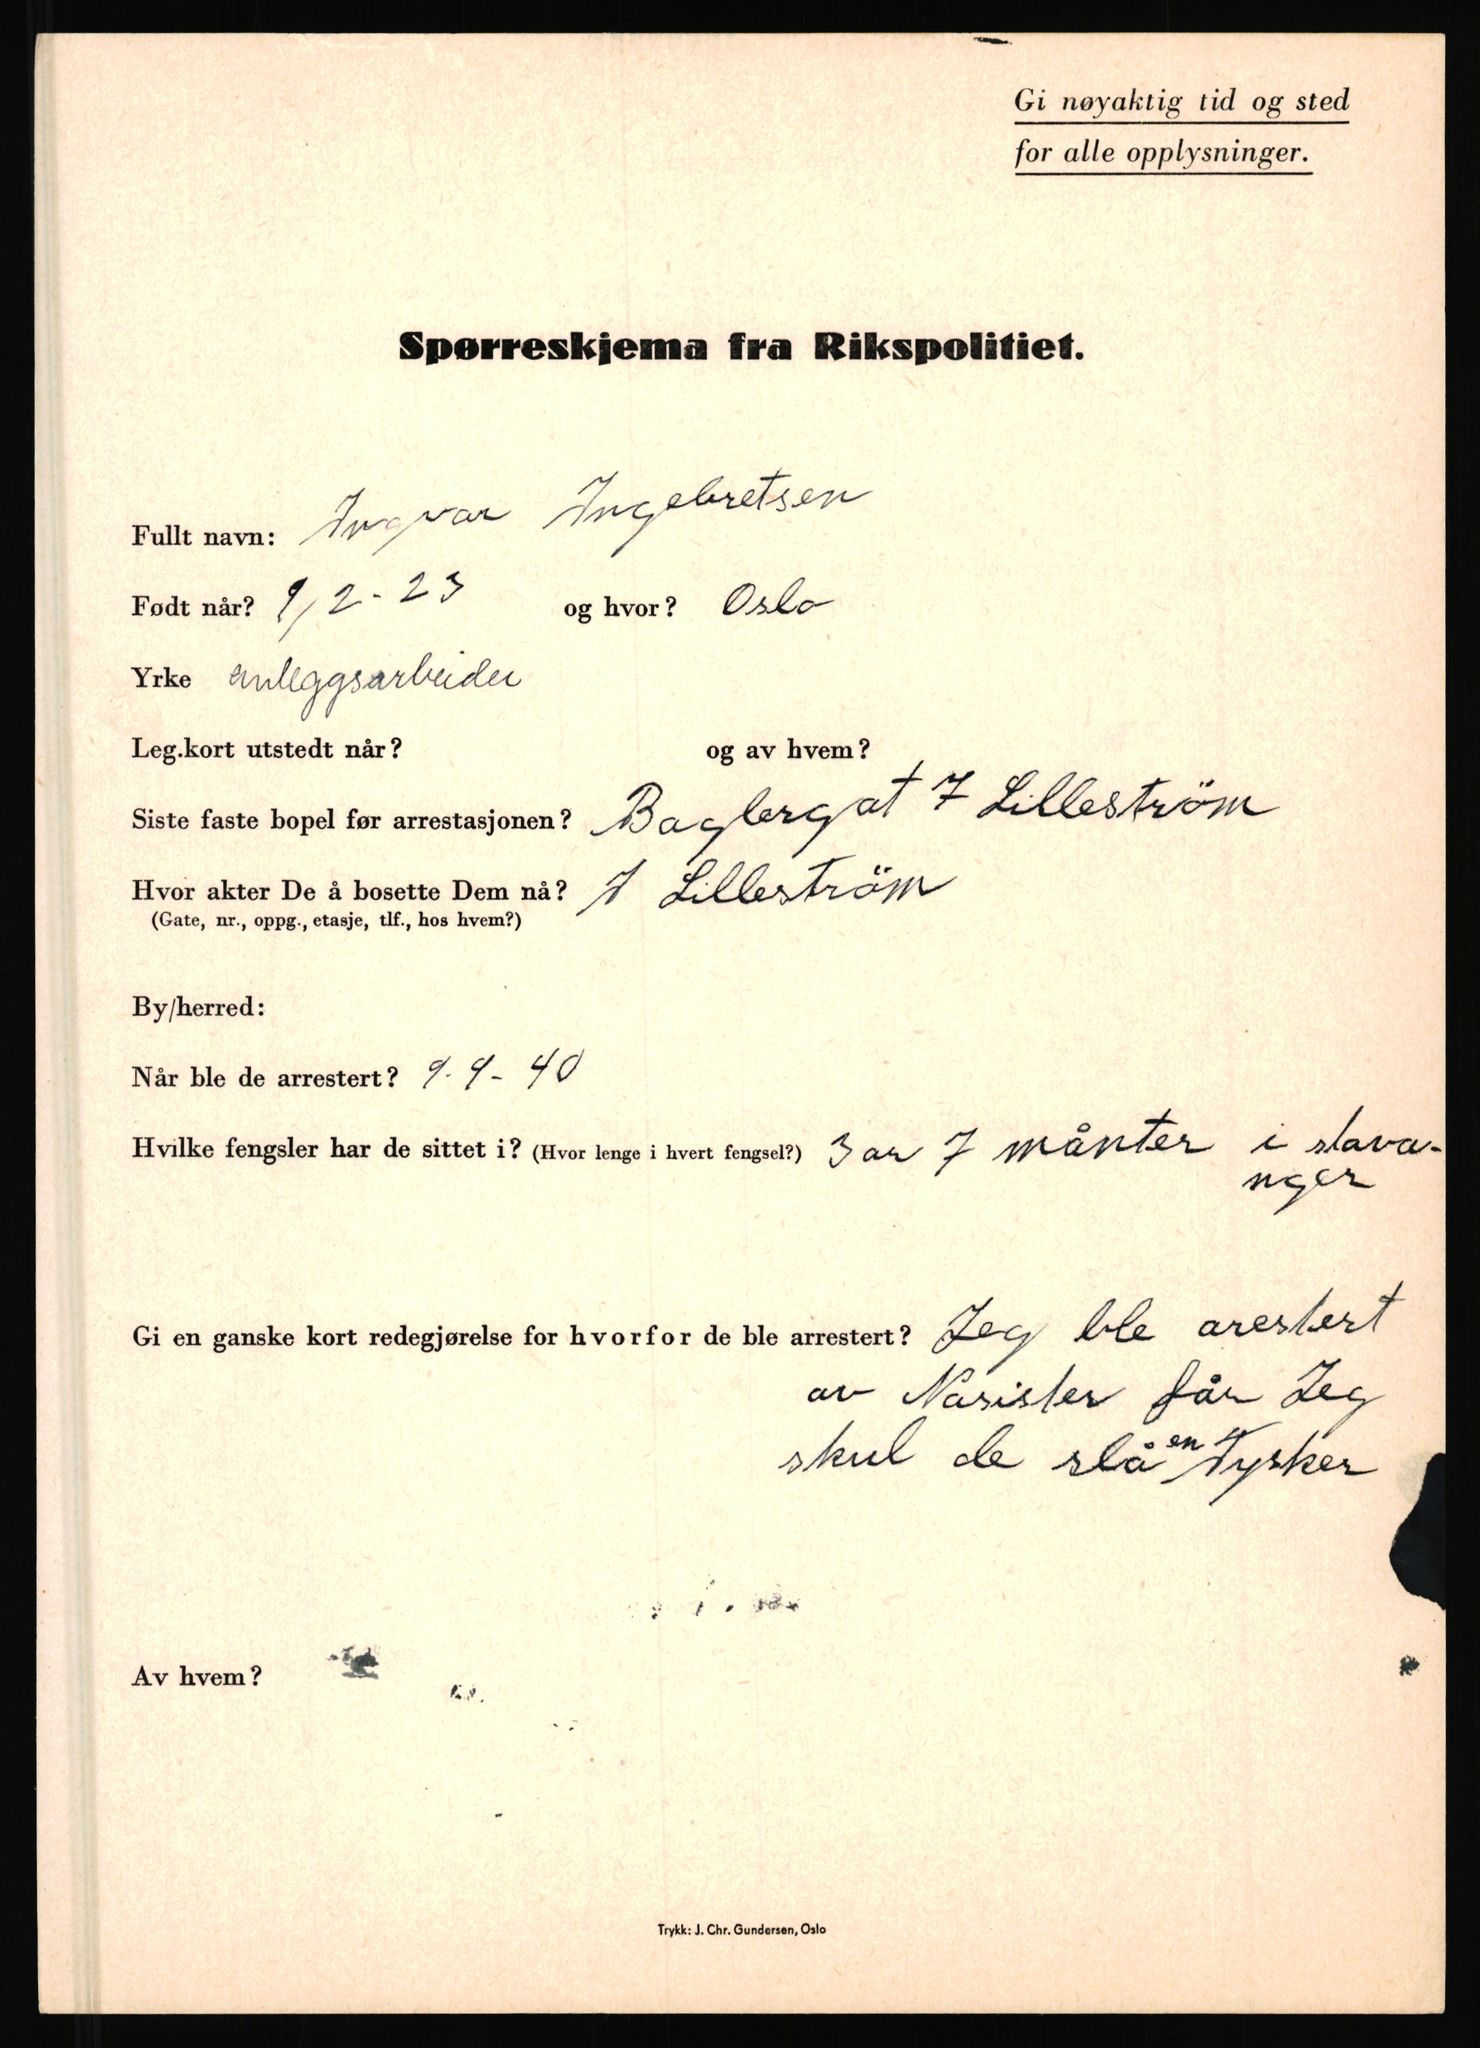 Gi nøyaktig tid og sted
for alle opplysninger.
Spørreskjema fra Rikspolitiet.
Fullt navn: Ingvar Ingebretsen
Født når? 9/2-23 og hvor? Oslo
Yrke anleggsarbeider
Leg.kort utstedt når? og av hvem?
Siste faste bopel før arrestasjonen? Baglergat 7 Lilleström
Hvor akter De å bosette Dem nå? I Lilleström
(Gate, nr., oppg., etasje, tlf., hos hvem?)
By/herred:
Når ble de arrestert? 9.9-40
Hvilke fengsler har de sittet i? (Hvor lenge i hvert fengsel?) 3 år 7 månter i stava-
nger
Gi en ganske kort redegjørelse for hvorfor de ble arrestert? Jeg ble arestert
av Nasister får Jeg
skul de slå en Tysker
Av hvem?
Trykk: J. Chr. Gundersen, Oslo